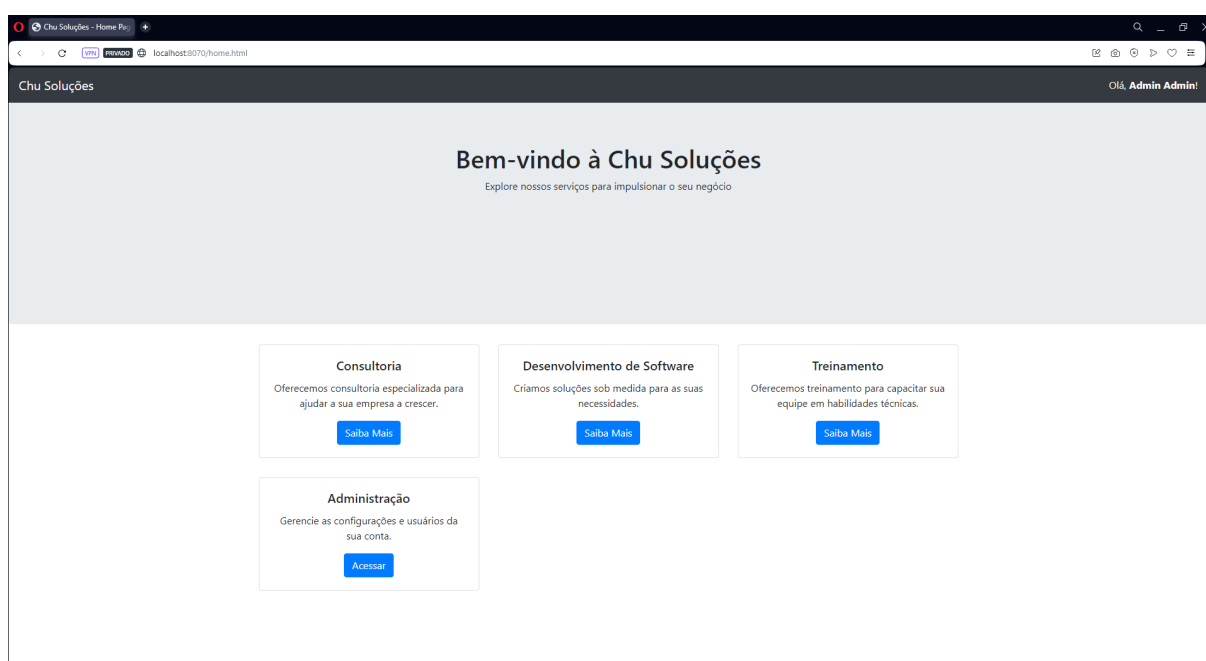 Chu Soluções - Home Pag
VPN PRIVADO localhost:8070/home.html
Chu Soluções
Olá, Admin Admin!
Bem-vindo à Chu Soluções
Explore nossos serviços para impulsionar o seu negócio
Consultoria
Oferecemos consultoria especializada para
ajudar a sua empresa a crescer.
Saiba Mais
Desenvolvimento de Software
Criamos soluções sob medida para as suas
necessidades.
Saiba Mais
Treinamento
Oferecemos treinamento para capacitar sua
equipe em habilidades técnicas.
Saiba Mais
Administração
Gerencie as configurações e usuários da
sua conta.
Acessar